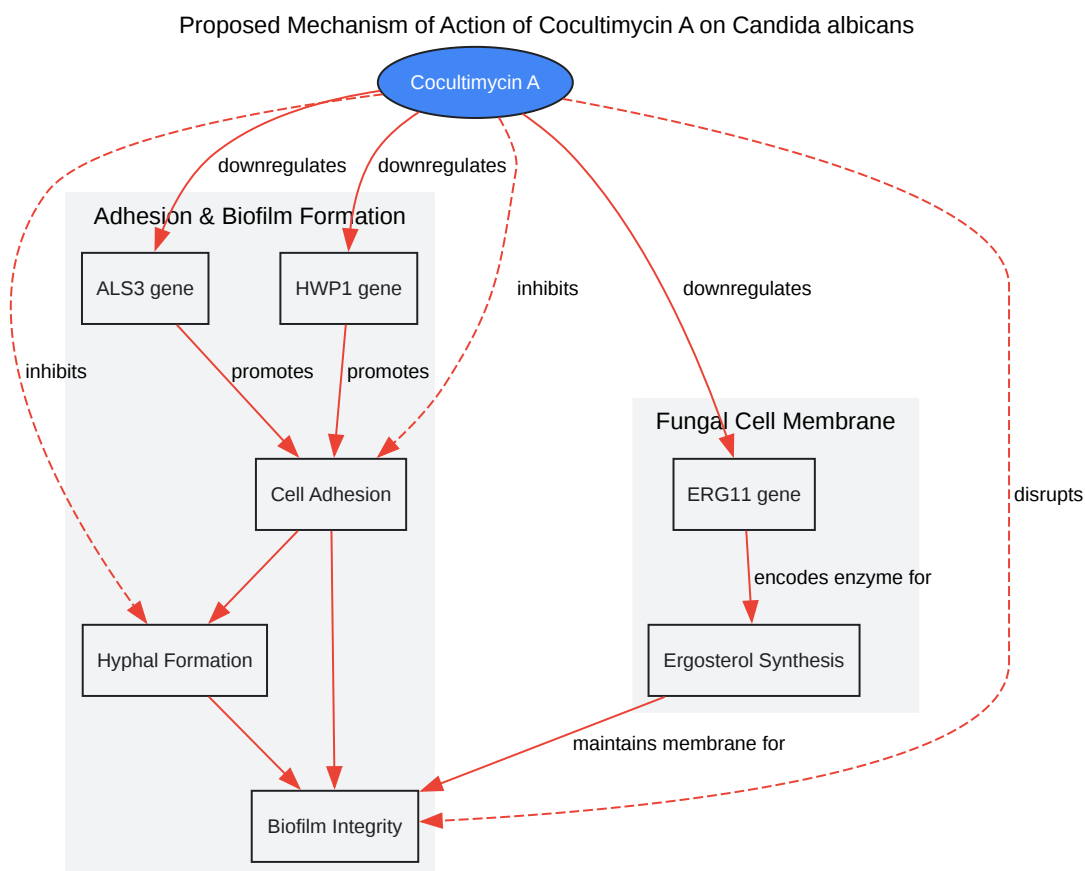 Proposed Mechanism of Action of Cocultimycin A on Candida albicans
Cocultimycin A
downregulates
downregulates
Adhesion & Biofilm Formation
ALS3 gene
HWP1 gene
inhibits
downregulates
inhibits
promotes
promotes
Fungal Cell Membrane
Cell Adhesion
ERG11 gene
disrupts
encodes enzyme for
Hyphal Formation
Ergosterol Synthesis
maintains membrane for
Biofilm Integrity